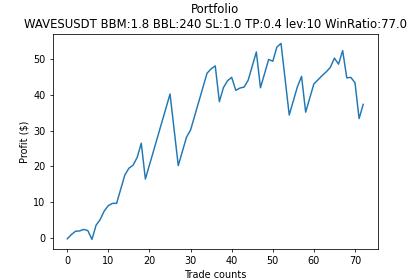 Portfolio
WAVESUSDT BBM:1.8 BBL:240 SL:1.0 TP:0.4 lev:10 WinRatio:77.0
Profit ($)
50
40
30
20
10
0
0 10 20 30 40 50 60 70
Trade counts